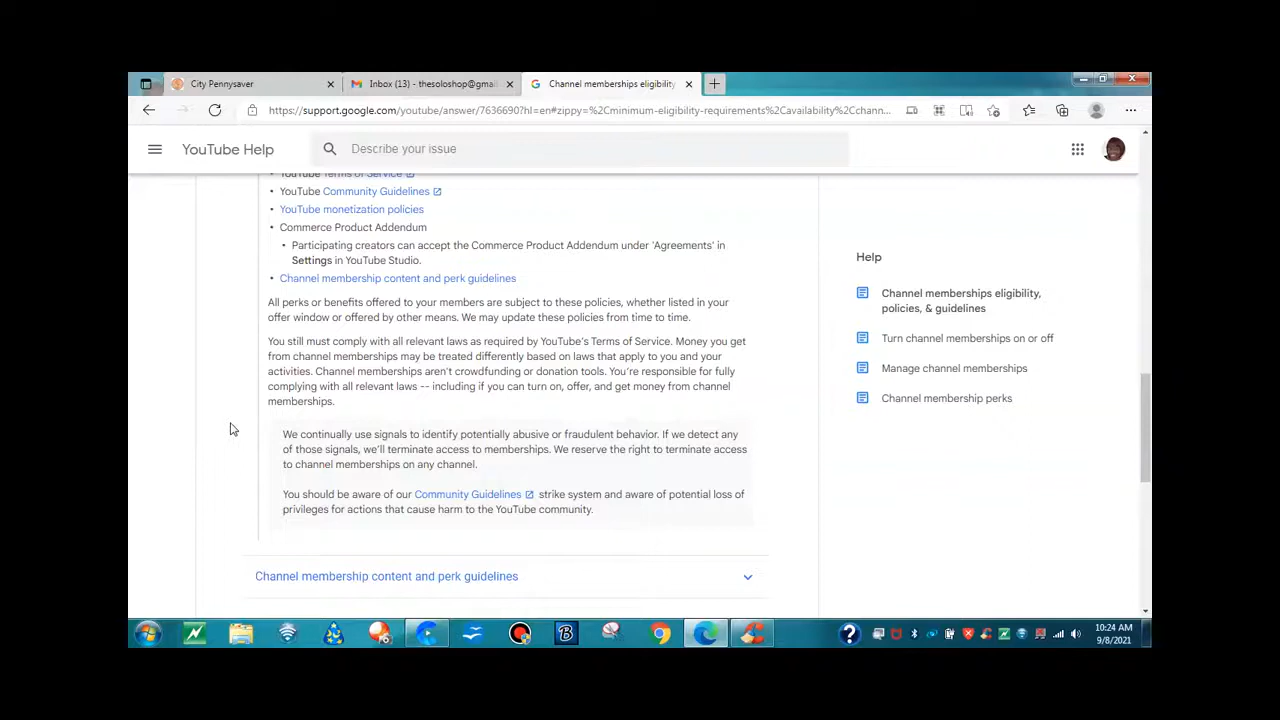 City Pennysaver
Inbox (13) - thesoloshop@gmai
Channel memberships eligibility
https://support.google.com/youtube/answer/7636690?hl=en#zippy=%2Cminimum-eligibility-requirements%2Cavailability%2Cchann...
YouTube Help
Describe your issue
YouTube Terms of Service
• YouTube Community Guidelines
• YouTube monetization policies
• Commerce Product Addendum
• Participating creators can accept the Commerce Product Addendum under 'Agreements' in
Settings in YouTube Studio.
• Channel membership content and perk guidelines
All perks or benefits offered to your members are subject to these policies, whether listed in your
offer window or offered by other means. We may update these policies from time to time.
You still must comply with all relevant laws as required by YouTube's Terms of Service. Money you get
from channel memberships may be treated differently based on laws that apply to you and your
activities. Channel memberships aren't crowdfunding or donation tools. You're responsible for fully
complying with all relevant laws -- including if you can turn on, offer, and get money from channel
memberships.
We continually use signals to identify potentially abusive or fraudulent behavior. If we detect any
of those signals, we'll terminate access to memberships. We reserve the right to terminate access
to channel memberships on any channel.
You should be aware of our Community Guidelines strike system and aware of potential loss of
privileges for actions that cause harm to the YouTube community.
Channel membership content and perk guidelines
Help
Channel memberships eligibility,
policies, & guidelines
Turn channel memberships on or off
Manage channel memberships
Channel membership perks
10:24 AM
9/8/2021